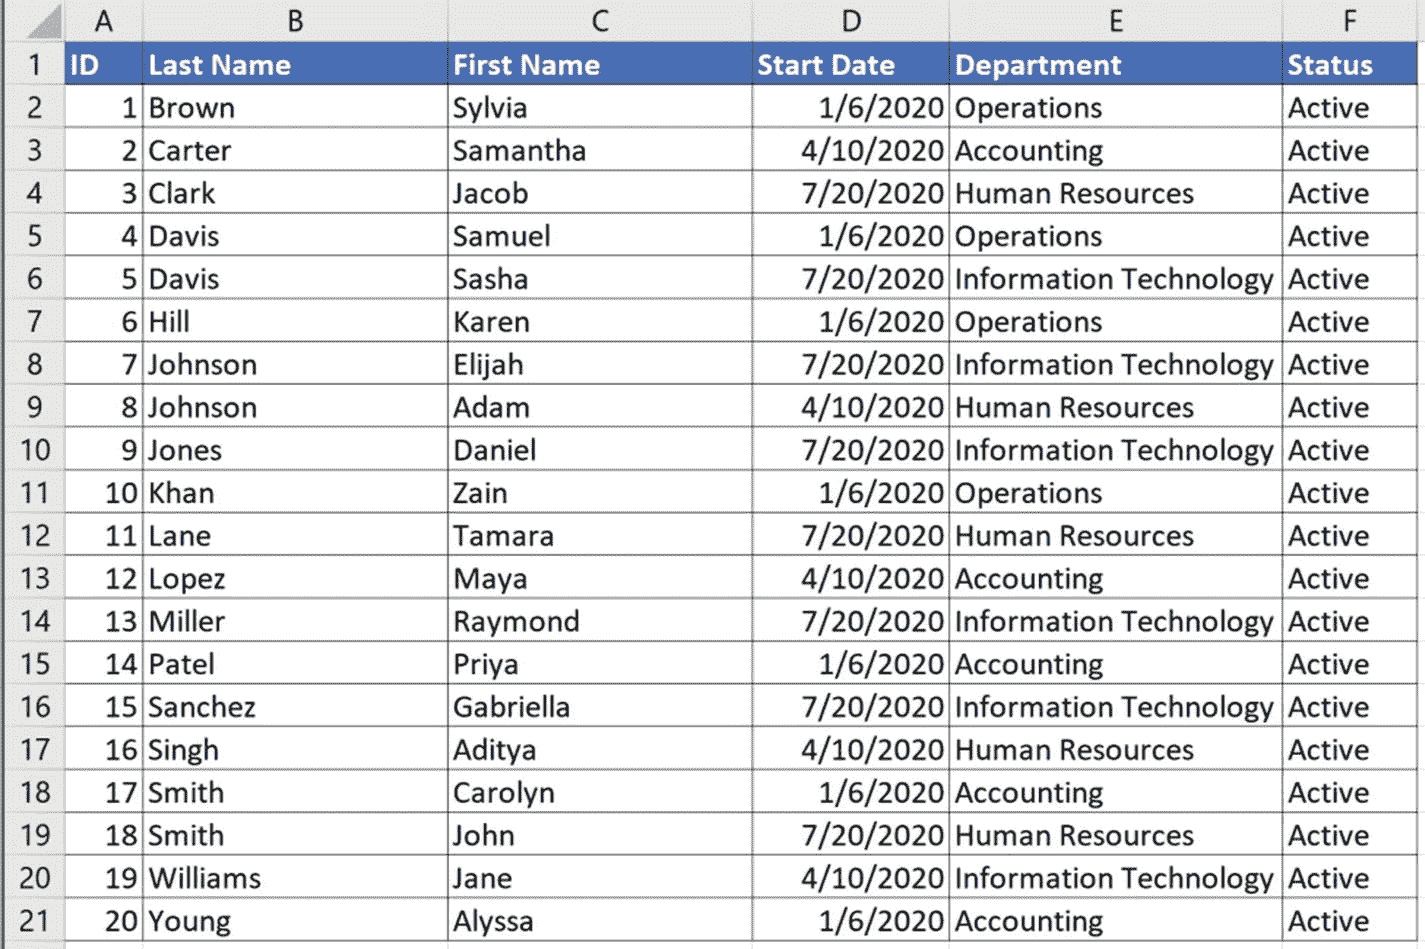 A B C D E F
1 ID Last Name First Name Start Date Department Status
2 1 Brown Sylvia 1/6/2020 Operations Active
3 2 Carter Samantha 4/10/2020 Accounting Active
4 3 Clark Jacob 7/20/2020 Human Resources Active
5 4 Davis Samuel 1/6/2020 Operations Active
6 5 Davis Sasha 7/20/2020 Information Technology Active
7 6 Hill Karen 1/6/2020 Operations Active
8 7 Johnson Elijah 7/20/2020 Information Technology Active
9 8 Johnson Adam 4/10/2020 Human Resources Active
10 9 Jones Daniel 7/20/2020 Information Technology Active
11 10 Khan Zain 1/6/2020 Operations Active
12 11 Lane Tamara 7/20/2020 Human Resources Active
13 12 Lopez Maya 4/10/2020 Accounting Active
14 13 Miller Raymond 7/20/2020 Information Technology Active
15 14 Patel Priya 1/6/2020 Accounting Active
16 15 Sanchez Gabriella 7/20/2020 Information Technology Active
17 16 Singh Aditya 4/10/2020 Human Resources Active
18 17 Smith Carolyn 1/6/2020 Accounting Active
19 18 Smith John 7/20/2020 Human Resources Active
20 19 Williams Jane 4/10/2020 Information Technology Active
21 20 Young Alyssa 1/6/2020 Accounting Active